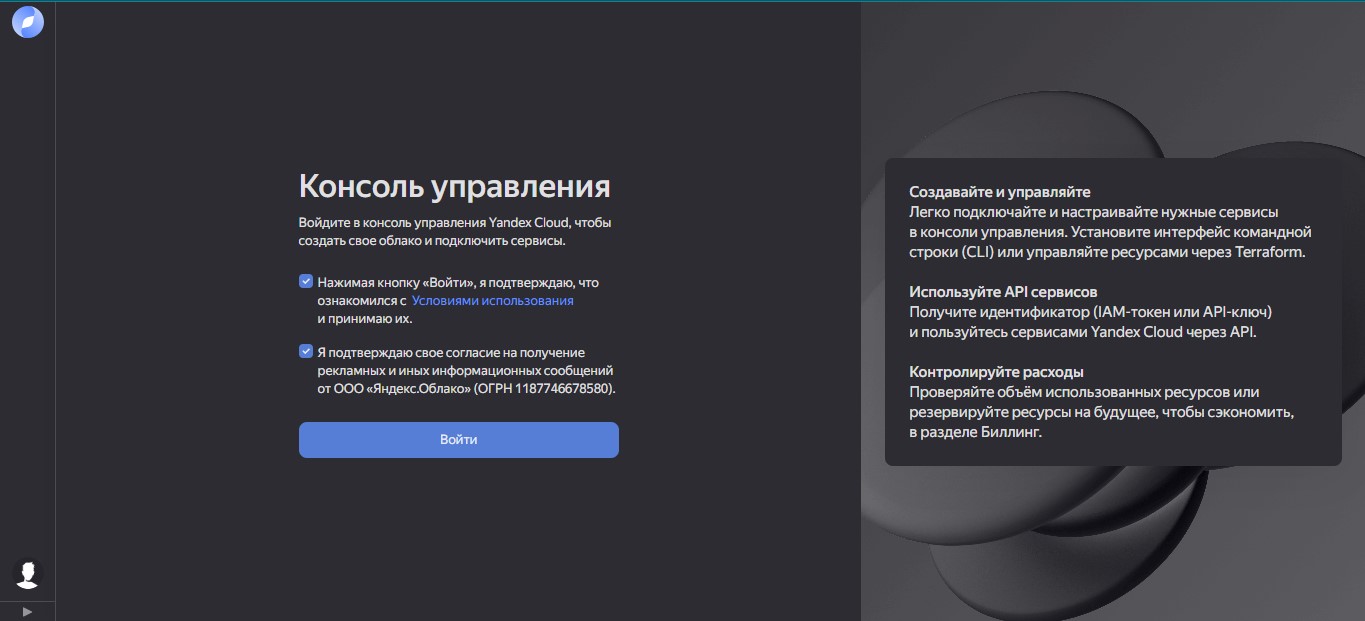 Консоль управления
Войдите в консоль управления Yandex Cloud, чтобы
создать свое облако и подключить сервисы.
Нажимая кнопку «Войти», я подтверждаю, что
ознакомился с Условиями использования
и принимаю их.
Я подтверждаю свое согласие на получение
рекламных и иных информационных сообщений
от ООО «Яндекс.Облако» (ОГРН 1187746678580).
Войти
Создавайте и управляйте
Легко подключайте и настраивайте нужные сервисы
в консоли управления. Установите интерфейс командной
строки (CLI) или управляйте ресурсами через Terraform.
Используйте API сервисов
Получите идентификатор (IAM-токен или API-ключ)
и пользуйтесь сервисами Yandex Cloud через API.
Контролируйте расходы
Проверяйте объём использованных ресурсов или
резервируйте ресурсы на будущее, чтобы сэкономить,
в разделе Биллинг.